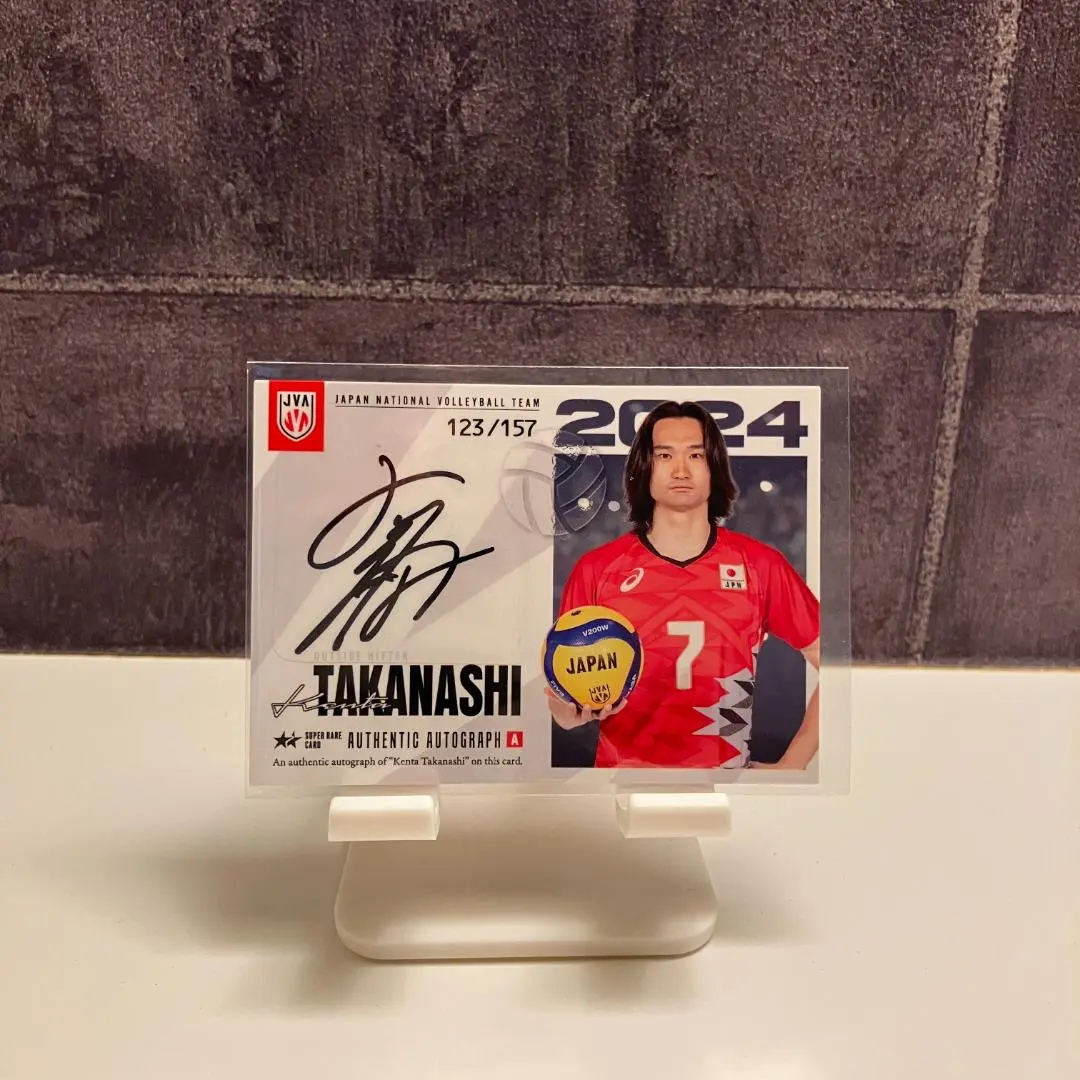 JVA
JAPAN NATIONAL VOLLEYBALL TEAM
123/157
2024
JPN
7
V200W
JAPAN
JVA
OUTSIDE HITTER
TAKANASHI
Kenta
SUPER RARE
CARD
AUTHENTIC AUTOGRAPH A
An authentic autograph of "Kenta Takanashi" on this card.